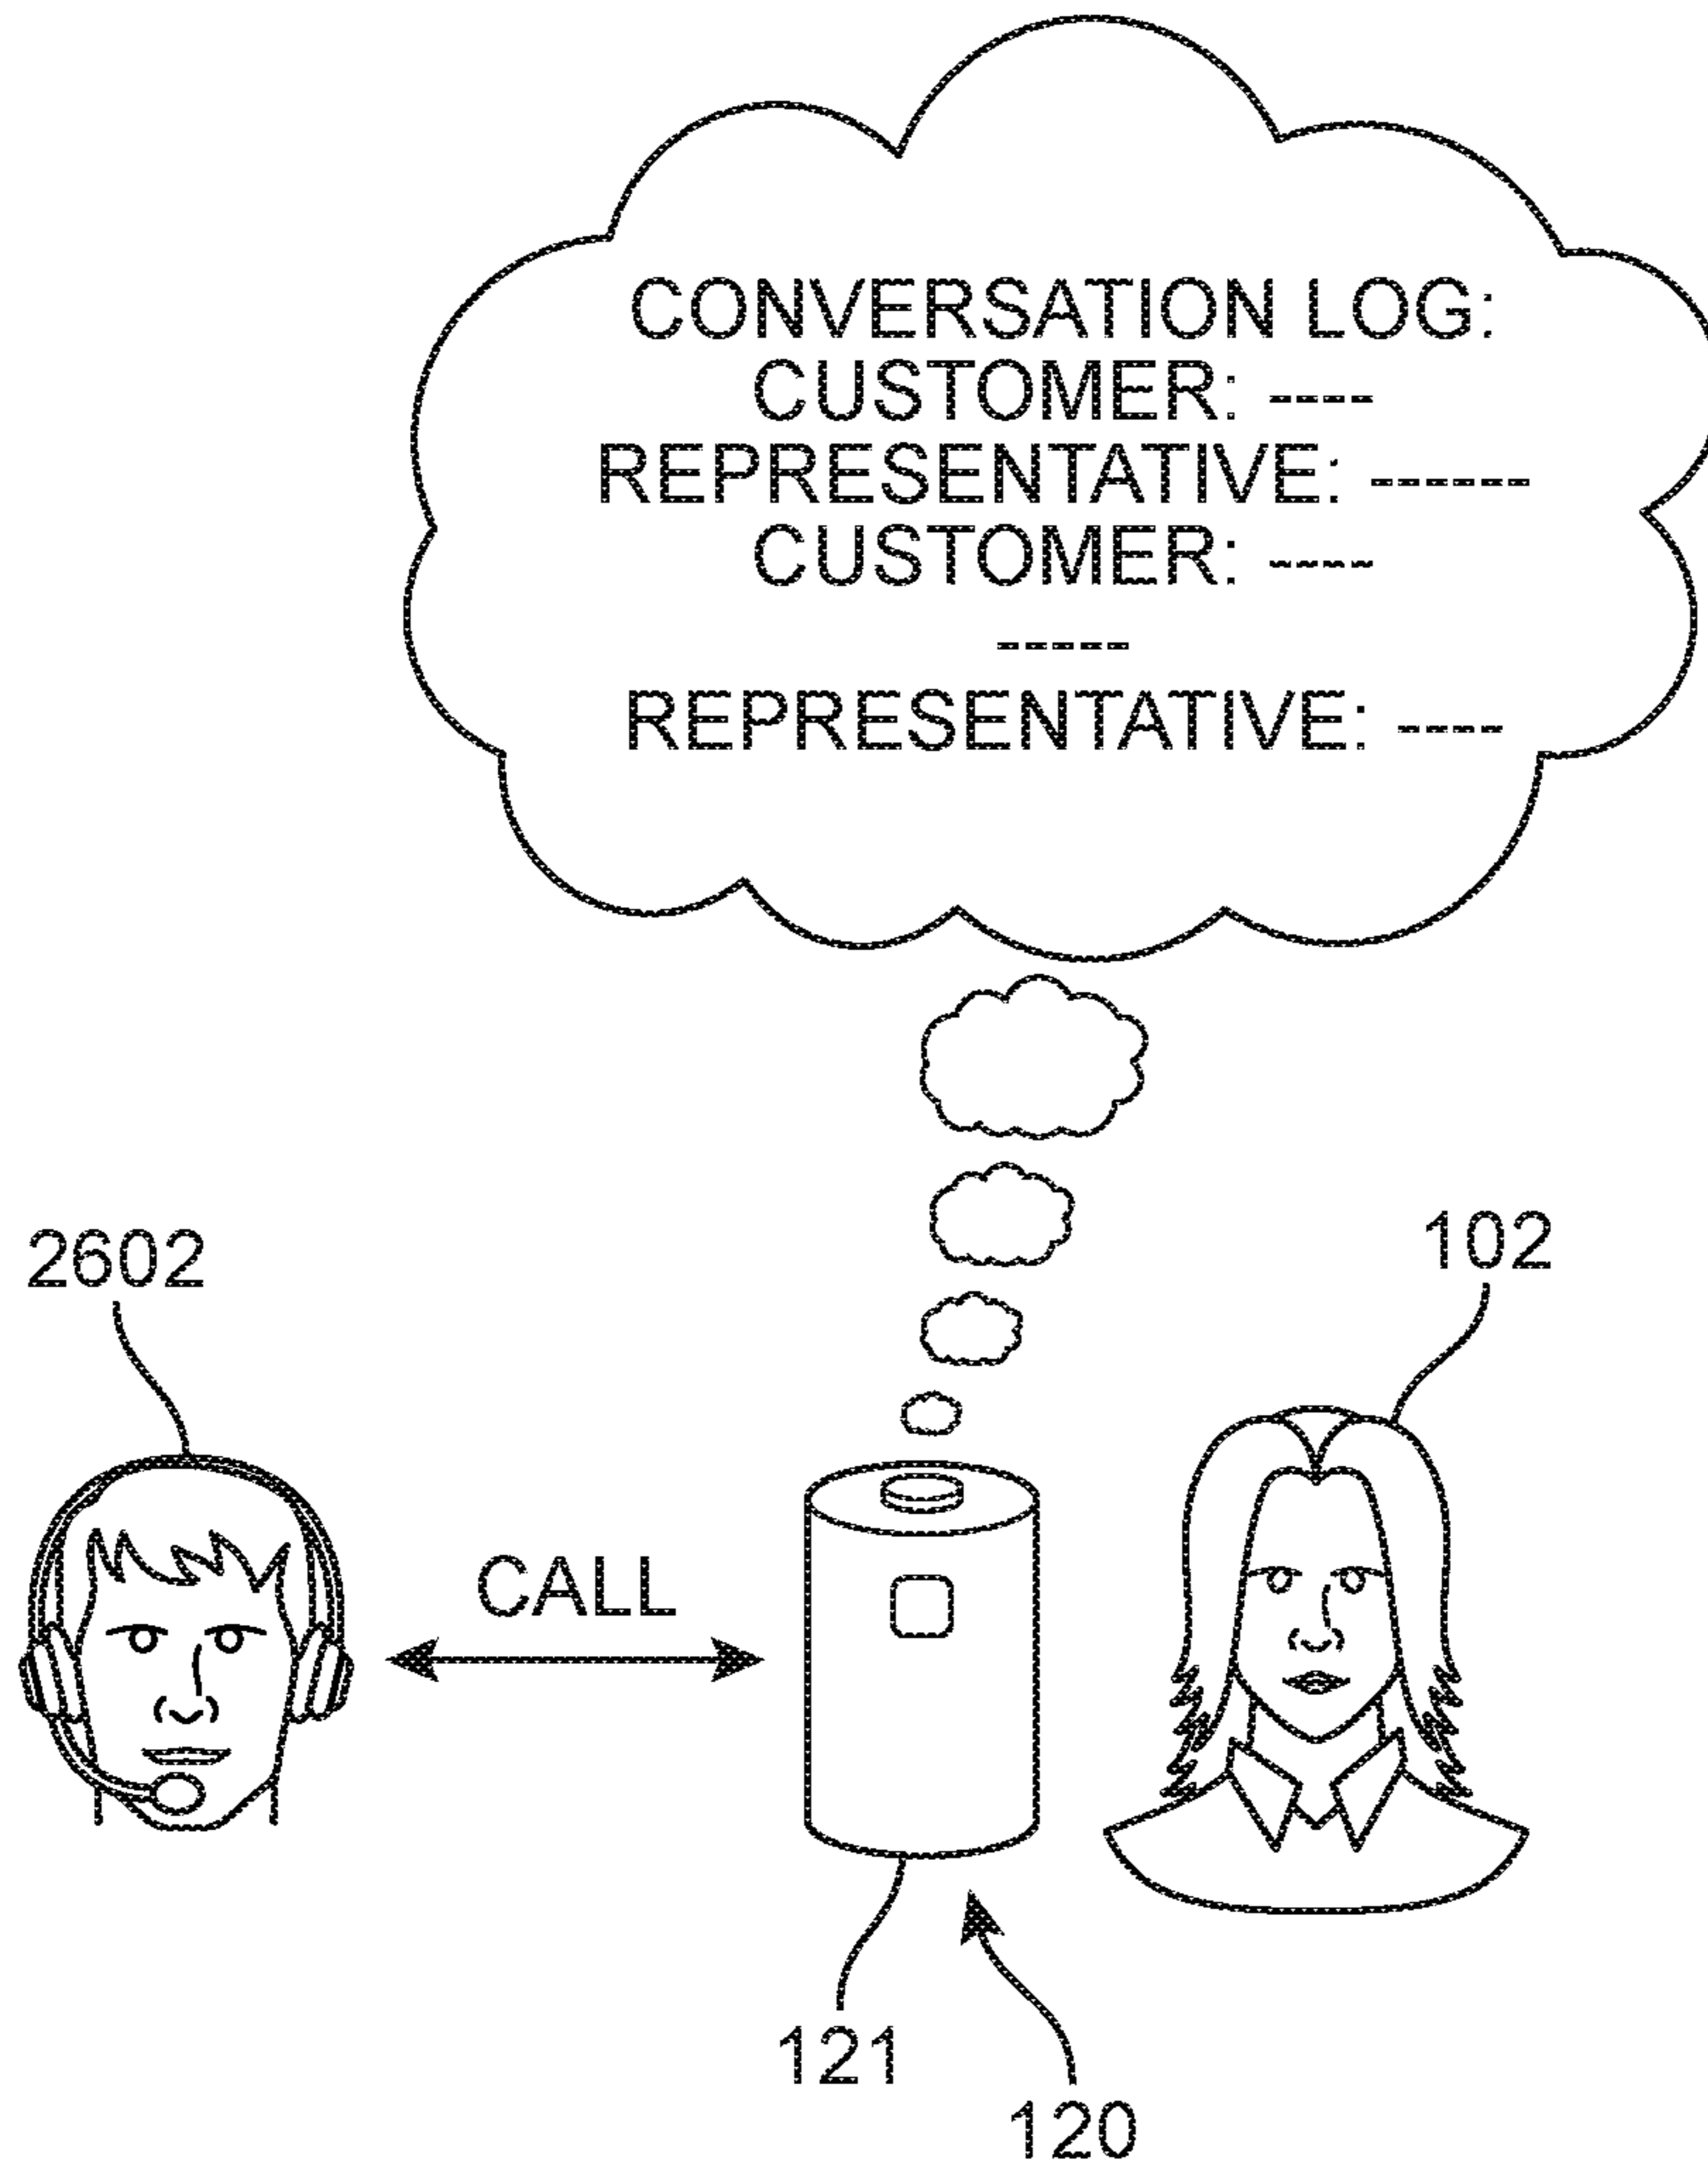 CONVERSATION LOG:
CUSTOMER: ----
REPRESENTATIVE: ------
CUSTOMER: ----
-----
REPRESENTATIVE: ----
2602
102
CALL
121
120